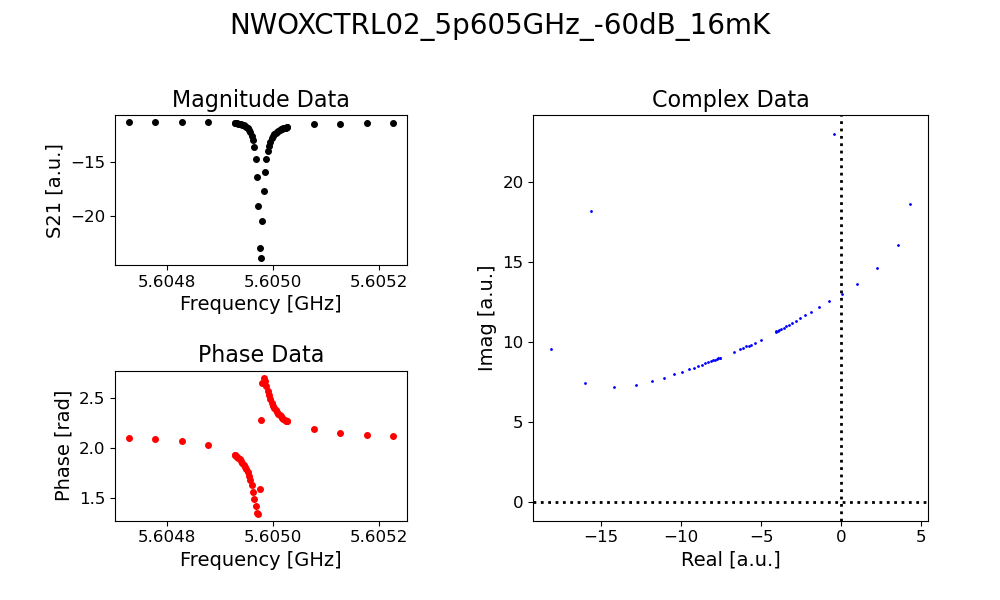 NWOXCTRL02_5p605GHz_-60dB_16mK
Magnitude Data
S21 [a.u.]
−15
−20
5.6048 5.6050 5.6052
Frequency [GHz]
Phase Data
Phase [rad]
2.5
2.0
1.5
5.6048 5.6050 5.6052
Frequency [GHz]
Complex Data
Imag [a.u.]
20
15
10
5
0
−15 −10 −5 0 5
Real [a.u.]